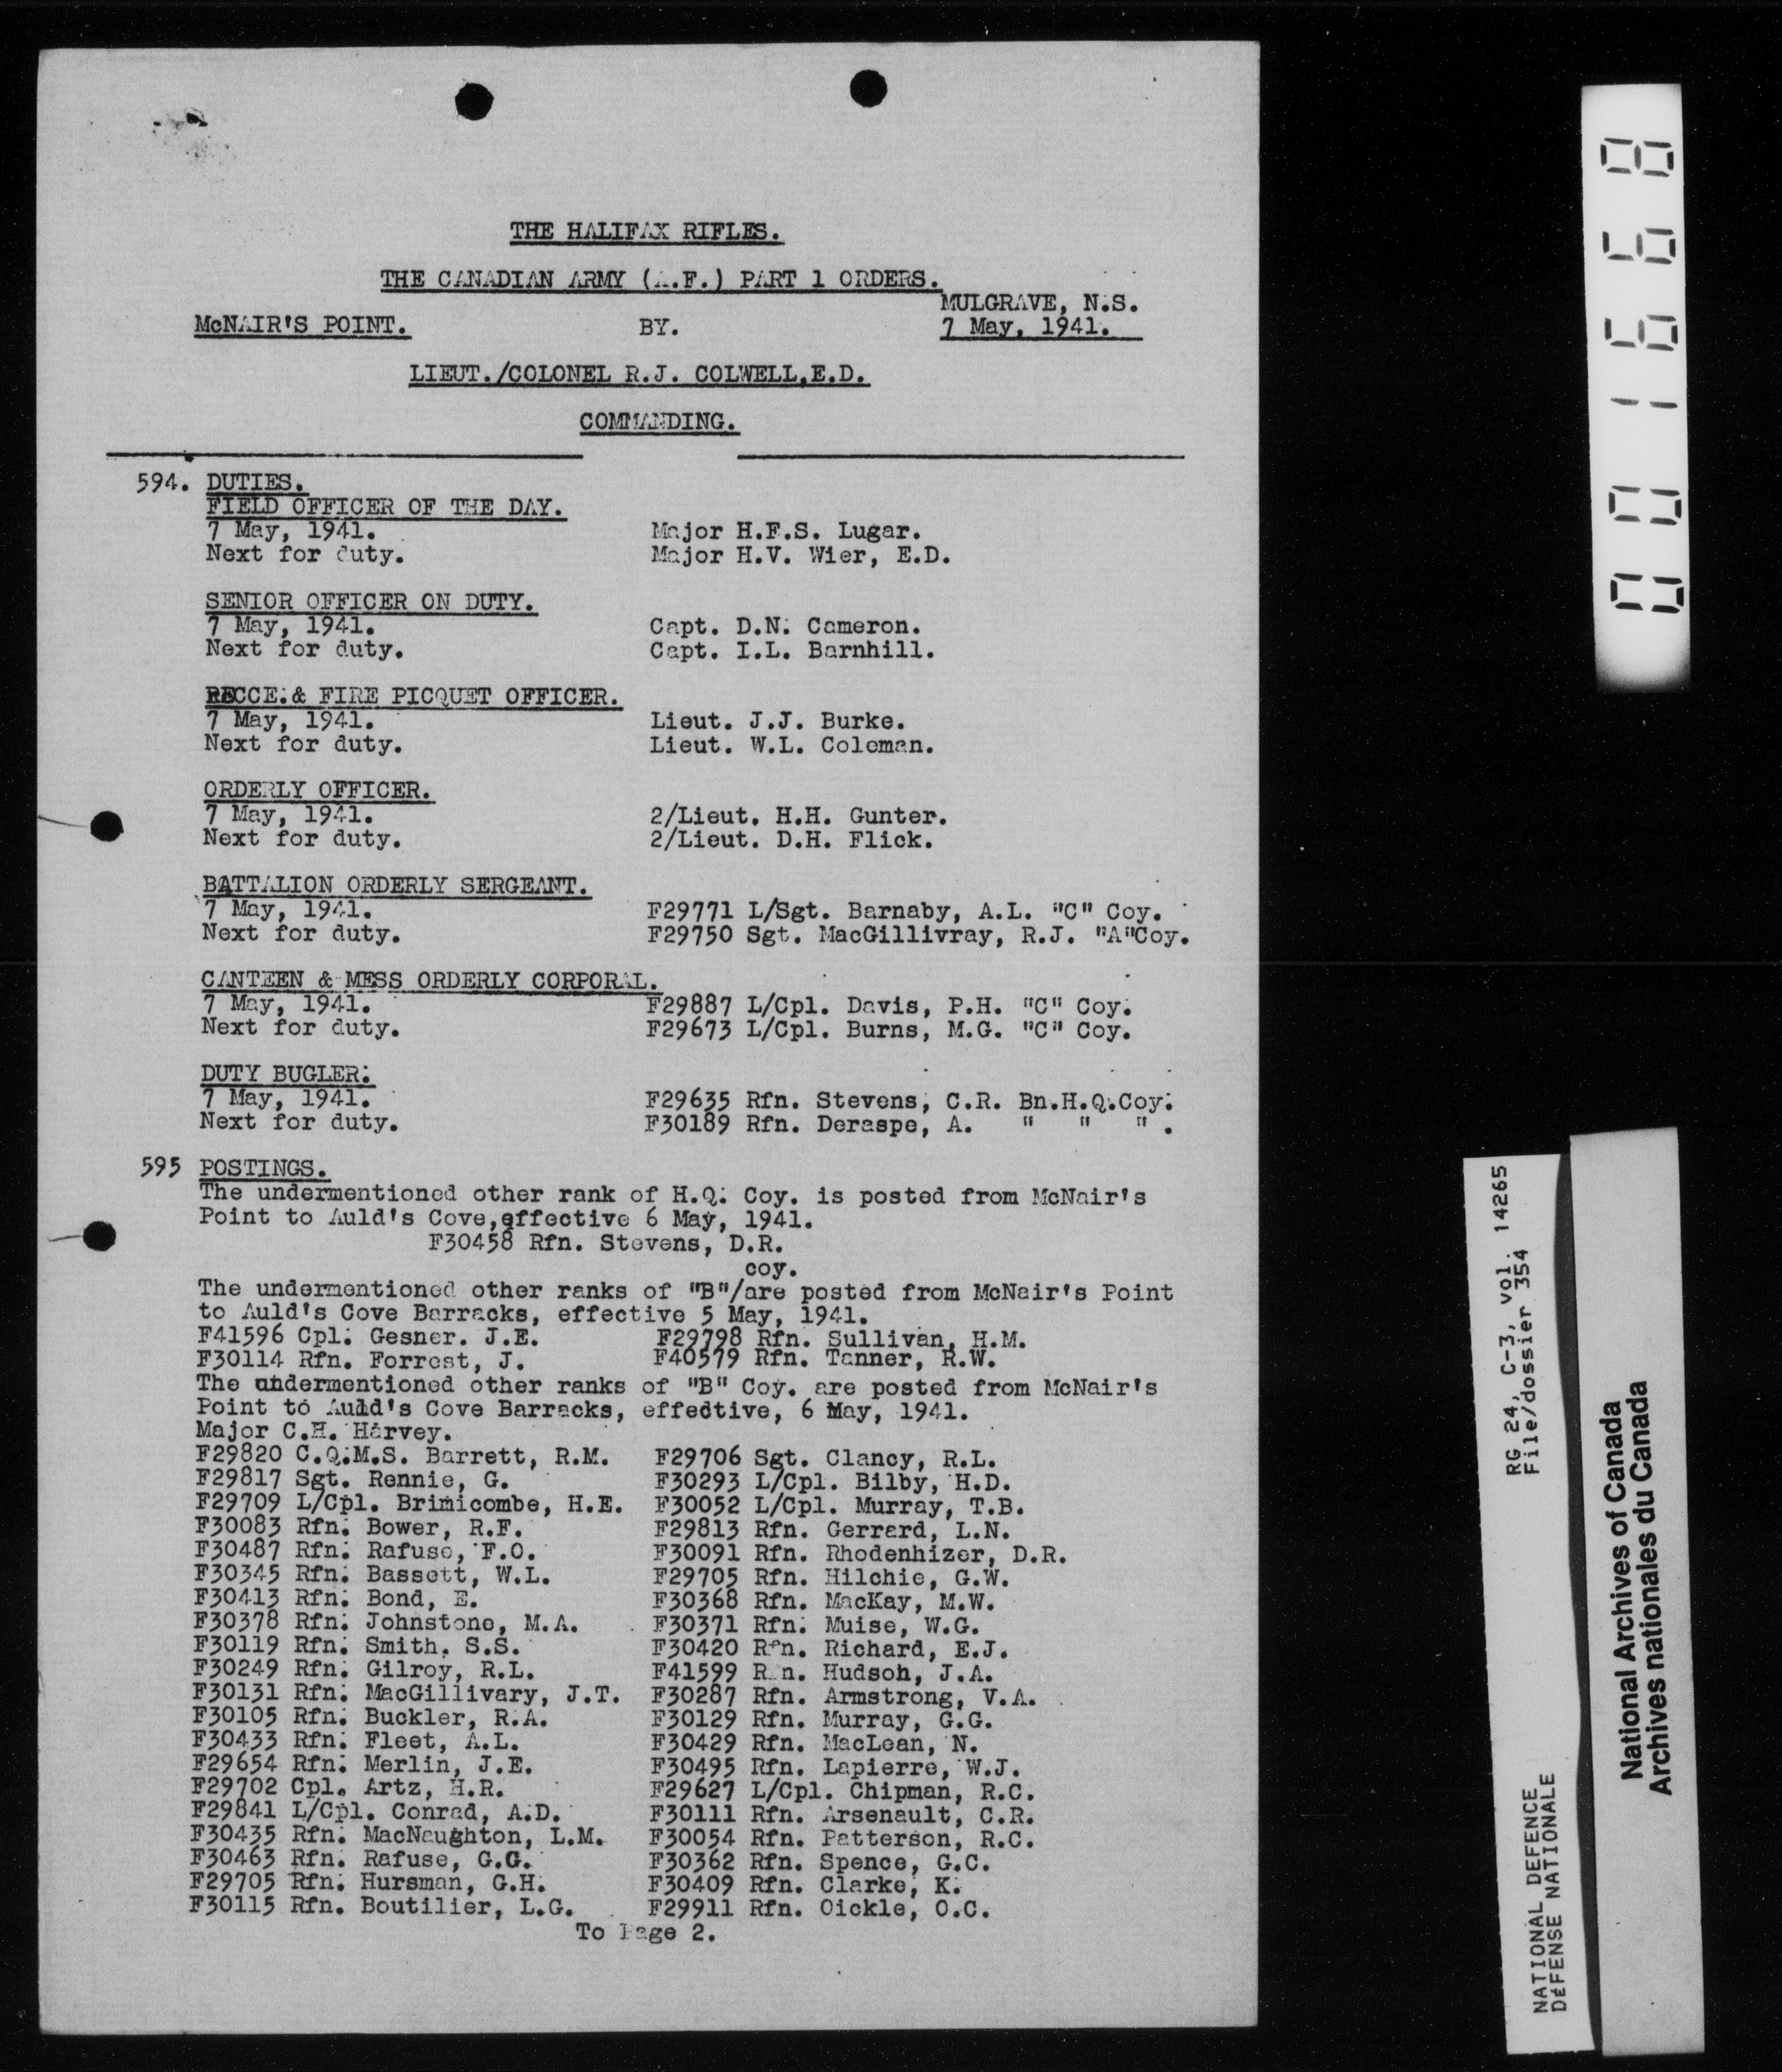 THE HALIFAX RIFLES.
THE CANADIAN ARMY (A.F.) PART 1 ORDERS.
MULGRAVE, N.S.
McNAIR'S POINT. BY. 7 May, 1941.
LIEUT./COLONEL R.J. COLWELL,E.D.
COMMANDING.
594. DUTIES.
FIELD OFFICER OF THE DAY.
7 May, 1941. Major H.F.S. Lugar.
Next for duty. Major H.V. Wier, E.D.
SENIOR OFFICER ON DUTY.
7 May, 1941. Capt. D.N. Cameron.
Next for duty. Capt. I.L. Barnhill.
RECCE.& FIRE PICQUET OFFICER.
7 May, 1941. Lieut. J.J. Burke.
Next for duty. Lieut. W.L. Coleman.
ORDERLY OFFICER.
7 May, 1941. 2/Lieut. H.H. Gunter.
Next for duty. 2/Lieut. D.H. Flick.
BATTALION ORDERLY SERGEANT.
7 May, 1941. F29771 L/Sgt. Barnaby, A.L. "C" Coy.
Next for duty. F29750 Sgt. MacGillivray, R.J. "A"Coy.
CANTEEN & MESS ORDERLY CORPORAL.
7 May, 1941. F29887 L/Cpl. Davis, P.H. "C" Coy.
Next for duty. F29673 L/Cpl. Burns, M.G. "C" Coy.
DUTY BUGLER.
7 May, 1941. F29635 Rfn. Stevens, C.R. Bn.H.Q.Coy.
Next for duty. F30189 Rfn. Deraspe, A. " " " .
595 POSTINGS.
The undermentioned other rank of H.Q. Coy. is posted from McNair's
Point to Auld's Cove,effective 6 May, 1941.
F30458 Rfn. Stevens, D.R.
coy.
The undermentioned other ranks of "B"/are posted from McNair's Point
to Auld's Cove Barracks, effective 5 May, 1941.
F41596 Cpl. Gesner. J.E. F29798 Rfn. Sullivan, H.M.
F30114 Rfn. Forrest, J. F40579 Rfn. Tanner, R.W.
The undermentioned other ranks of "B" Coy. are posted from McNair's
Point to Auld's Cove Barracks, effective, 6 May, 1941.
Major C.H. Harvey.
F29820 C.Q.M.S. Barrett, R.M. F29706 Sgt. Clancy, R.L.
F29817 Sgt. Rennie, G. F30293 L/Cpl. Bilby, H.D.
F29709 L/Cpl. Brimicombe, H.E. F30052 L/Cpl. Murray, T.B.
F30083 Rfn. Bower, R.F. F29813 Rfn. Gerrard, L.N.
F30487 Rfn. Rafuse, F.O. F30091 Rfn. Rhodenhizer, D.R.
F30345 Rfn. Bassett, W.L. F29705 Rfn. Hilchie, G.W.
F30413 Rfn. Bond, E. F30368 Rfn. MacKay, M.W.
F30378 Rfn. Johnstone, M.A. F30371 Rfn. Muise, W.G.
F30119 Rfn. Smith. S.S. F30420 Rfn. Richard, E.J.
F30249 Rfn. Gilroy, R.L. F41599 Rfn. Hudson, J.A.
F30131 Rfn. MacGillivary, J.T. F30287 Rfn. Armstrong, V.A.
F30105 Rfn. Buckler, R.A. F30129 Rfn. Murray, G.G.
F30433 Rfn. Fleet, A.L. F30429 Rfn. MacLean, N.
F29654 Rfn. Merlin, J.E. F30495 Rfn. Lapierre, W.J.
F29702 Cpl. Artz, H.R. F29627 L/Cpl. Chipman, R.C.
F29841 L/Cpl. Conrad, A.D. F30111 Rfn. Arsenault, C.R.
F30435 Rfn. MacNaughton, L.M. F30054 Rfn. Patterson, R.C.
F30463 Rfn. Rafuse, G.G. F30362 Rfn. Spence, G.C.
F29705 Rfn. Hursman, G.H. F30409 Rfn. Clarke, K.
F30115 Rfn. Boutilier, L.G. F29911 Rfn. Oickle, O.C.
To Page 2.
001668
RG 24, C-3, vol. 14265
File/dossier 354
NATIONAL DEFENCE
DéFENSE NATIONALE
National Archives of Canada
Archives nationales du Canada